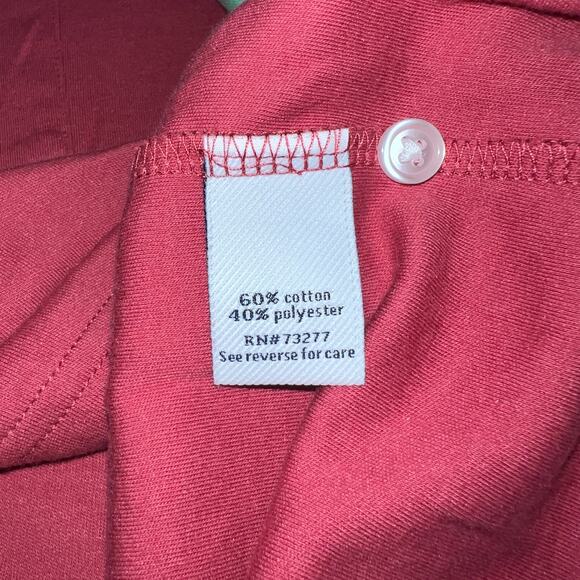 60% cotton
40% polyester
RN#73277
See reverse for care